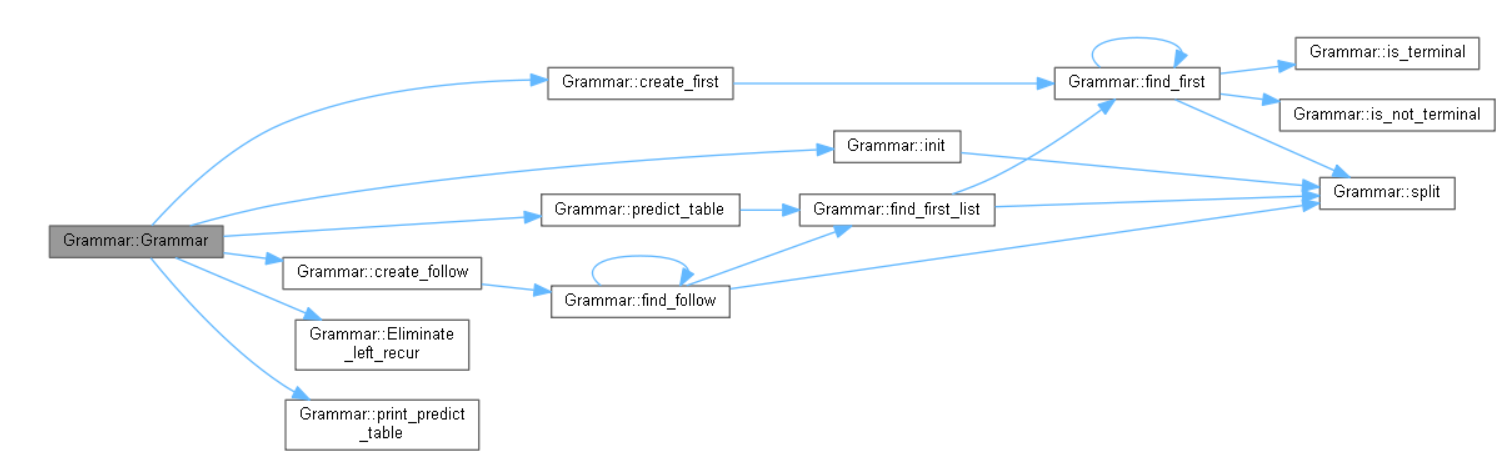 Grammar::is_terminal
Grammar::create_first
Grammar::find_first
Grammar::is_not_terminal
Grammar::init
Grammar::split
Grammar::predict_table
Grammar::find_first_list
Grammar::Grammar
Grammar::create_follow
Grammar::find_follow
Grammar::Eliminate
_left_recur
Grammar::print_predict
_table